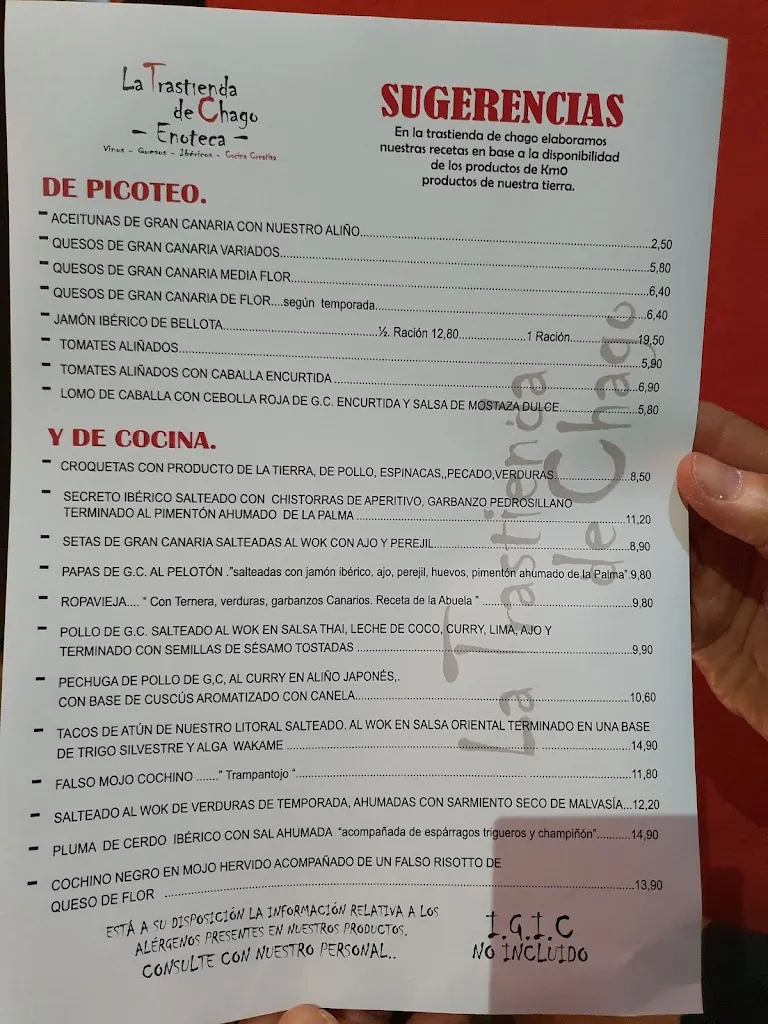 La Trastienda
de Chago
- Enoteca -
Vinos - Quesos - Ibéricos - Cocina Creativa
SUGERENCIAS
En la trastienda de chago elaboramos
nuestras recetas en base a la disponibilidad
de los productos de Km0
productos de nuestra tierra.
DE PICOTEO.
- ACEITUNAS DE GRAN CANARIA CON NUESTRO ALIÑO....2,50
- QUESOS DE GRAN CANARIA VARIADOS....5,80
- QUESOS DE GRAN CANARIA MEDIA FLOR....6,40
- QUESOS DE GRAN CANARIA DE FLOR....según temporada....6,40
- JAMÓN IBÉRICO DE BELLOTA....½. Ración 12,80....1 Ración....19,50
- TOMATES ALIÑADOS....5,90
- TOMATES ALIÑADOS CON CABALLA ENCURTIDA....6,90
- LOMO DE CABALLA CON CEBOLLA ROJA DE G.C. ENCURTIDA Y SALSA DE MOSTAZA DULCE....5,80
Y DE COCINA.
- CROQUETAS CON PRODUCTO DE LA TIERRA, DE POLLO, ESPINACAS,,PECADO,VERDURAS....8,50
- SECRETO IBÉRICO SALTEADO CON CHISTORRAS DE APERITIVO, GARBANZO PEDROSILLANO
TERMINADO AL PIMENTÓN AHUMADO DE LA PALMA....11,20
- SETAS DE GRAN CANARIA SALTEADAS AL WOK CON AJO Y PEREJIL....8,90
- PAPAS DE G.C. AL PELOTÓN ."salteadas con jamón ibérico, ajo, perejil, huevos, pimentón ahumado de la Palma".9,80
- ROPAVIEJA.... " Con Ternera, verduras, garbanzos Canarios. Receta de la Abuela "....9,80
- POLLO DE G.C. SALTEADO AL WOK EN SALSA THAI, LECHE DE COCO, CURRY, LIMA, AJO Y
TERMINADO CON SEMILLAS DE SÉSAMO TOSTADAS....9,90
- PECHUGA DE POLLO DE G,C, AL CURRY EN ALIÑO JAPONÉS,.
CON BASE DE CUSCÚS AROMATIZADO CON CANELA....10,60
- TACOS DE ATÚN DE NUESTRO LITORAL SALTEADO. AL WOK EN SALSA ORIENTAL TERMINADO EN UNA BASE
DE TRIGO SILVESTRE Y ALGA WAKAME....14,90
- FALSO MOJO COCHINO ......." Trampantojo "....11,80
- SALTEADO AL WOK DE VERDURAS DE TEMPORADA, AHUMADAS CON SARMIENTO SECO DE MALVASÍA...12,20
- PLUMA DE CERDO IBÉRICO CON SAL AHUMADA "acompañada de espárragos trigueros y champiñón"....14,90
- COCHINO NEGRO EN MOJO HERVIDO ACOMPAÑADO DE UN FALSO RISOTTO DE
QUESO DE FLOR....13,90
ESTÁ A SU DISPOSICIÓN LA INFORMACIÓN RELATIVA A LOS
ALÉRGENOS PRESENTES EN NUESTROS PRODUCTOS.
CONSULTE CON NUESTRO PERSONAL..
I.G.I.C
NO INCLUIDO
La Trastienda
de Chago